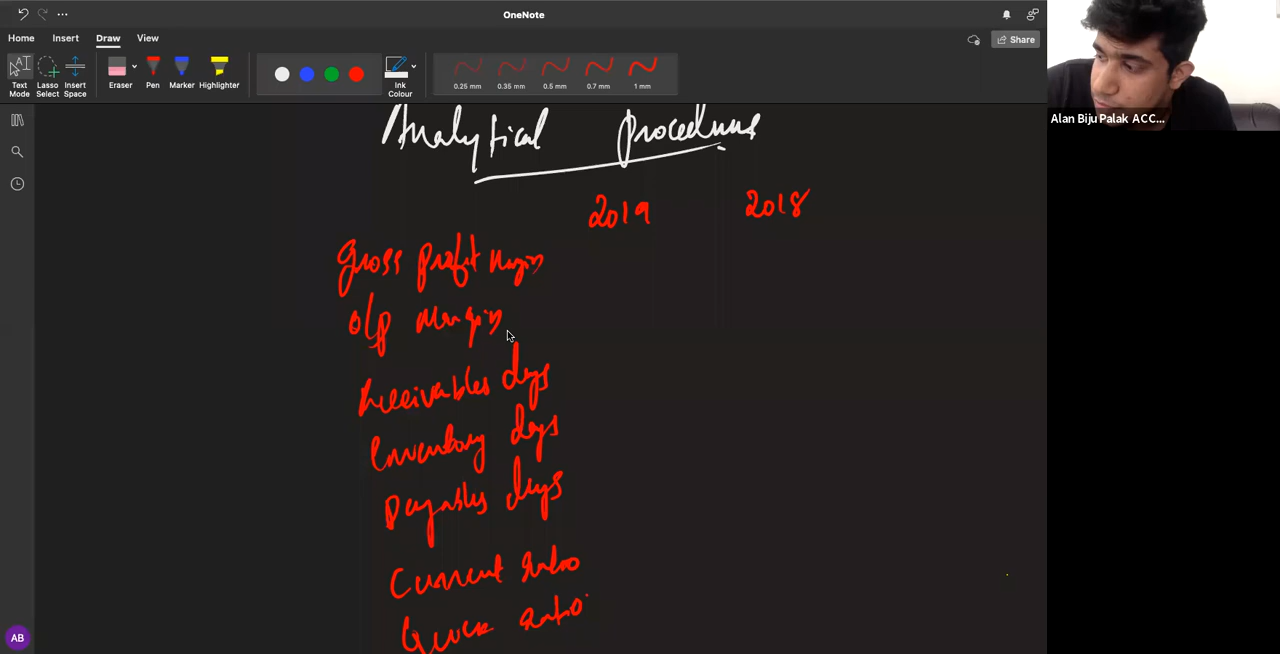 OneNote
Home Insert Draw View
Share
Text Mode
Lasso Select
Insert Space
Eraser
Pen
Marker
Highlighter
Ink Colour
0.25 mm
0.35 mm
0.5 mm
0.7 mm
1 mm
Alan Biju Palak ACC...
Analytical procedure
2019 2018
Gross profit Margin
O/p Margin
Receivables days
Inventory days
Payables days
Current ratio
Quick ratio
AB